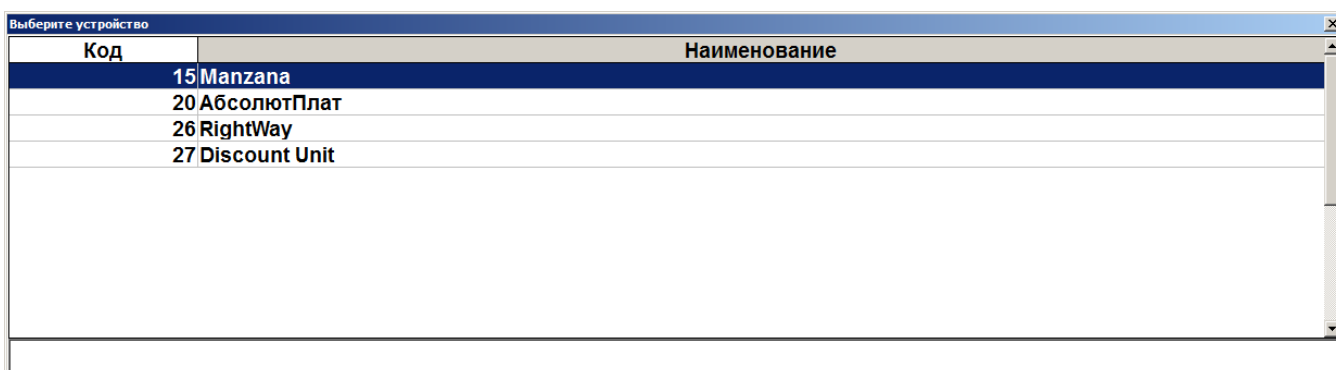 Выберите устройство
Код Наименование
15 Manzana
20 АбсолютПлат
26 RightWay
27 Discount Unit